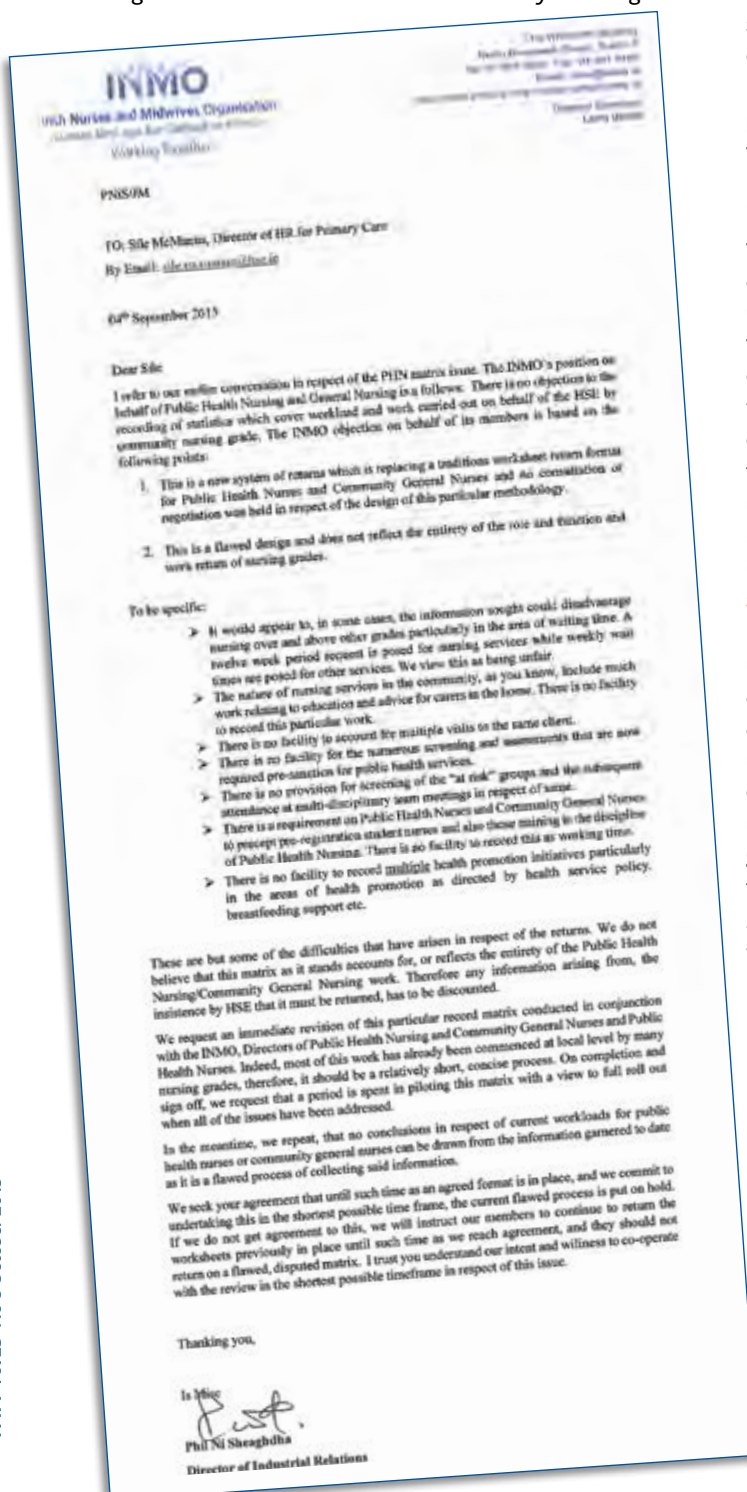 INMO
Irish Nurses and Midwives Organisation
Working Together
TO: Síle McManus, Director of HR for Primary Care
By Email:
04th September 2013
Dear Síle
I refer to our earlier conversation in respect of the PHN matrix issue. The INMO's position on
behalf of Public Health Nursing and General Nursing is a follows: There is no objection to the
recording of statistics which cover workload and work carried out on behalf of the HSE by
community nursing grade. The INMO objection on behalf of its members is based on the
following points:
1. This is a new system of returns which is replacing a traditions worksheet return format
for Public Health Nurses and Community General Nurses and no consultation or
negotiation was held in respect of the design of this particular methodology.
2. This is a flawed design and does not reflect the entirety of the role and function and
work return of nursing grades.
To be specific:
➢ It would appear to, in some cases, the information sought could disadvantage
nursing over and above other grades particularly in the area of waiting time. A
twelve week period request is posed for nursing services while weekly wait
times are posed for other services. We view this as being unfair.
➢ The nature of nursing services in the community, as you know, include much
work relating to education and advice for carers in the home. There is no facility
to record this particular work.
➢ There is no facility to account for multiple visits to the same client.
➢ There is no facility for the numerous screening and assessments that are now
required pre-sanction for public health services.
➢ There is no provision for screening of the "at risk" groups and the subsequent
attendance at multi-disciplinary team meetings in respect of same.
➢ There is a requirement on Public Health Nurses and Community General Nurses
to precept pre-registration student nurses and also those training in the discipline
of Public Health Nursing. There is no facility to record this as working time.
➢ There is no facility to record multiple health promotion initiatives particularly
in the areas of health promotion as directed by health service policy.
breastfeeding support etc.
These are but some of the difficulties that have arisen in respect of the returns. We do not
believe that this matrix as it stands accounts for, or reflects the entirety of the Public Health
Nursing/Community General Nursing work. Therefore any information arising from, the
insistence by HSE that it must be returned, has to be discounted.
We request an immediate revision of this particular record matrix conducted in conjunction
with the INMO, Directors of Public Health Nursing and Community General Nurses and Public
Health Nurses. Indeed, most of this work has already been commenced at local level by many
nursing grades, therefore, it should be a relatively short, concise process. On completion and
sign off, we request that a period is spent in piloting this matrix with a view to full roll out
when all of the issues have been addressed.
In the meantime, we repeat, that no conclusions in respect of current workloads for public
health nurses or community general nurses can be drawn from the information garnered to date
as it is a flawed process of collecting said information.
We seek your agreement that until such time as an agreed format is in place, and we commit to
undertaking this in the shortest possible time frame, the current flawed process is put on hold.
If we do not get agreement to this, we will instruct our members to continue to return the
worksheets previously in place until such time as we reach agreement, and they should not
return on a flawed, disputed matrix. I trust you understand our intent and williness to co-operate
with the review in the shortest possible timeframe in respect of this issue.
Thanking you,
Is Mise
Phil Ni Sheaghdha
Director of Industrial Relations